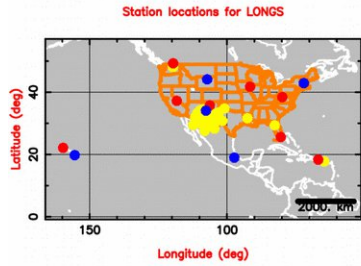 Station locations for LONGS
Latitude (deg)
40
20
0
2000. km
150
100
Longitude (deg)